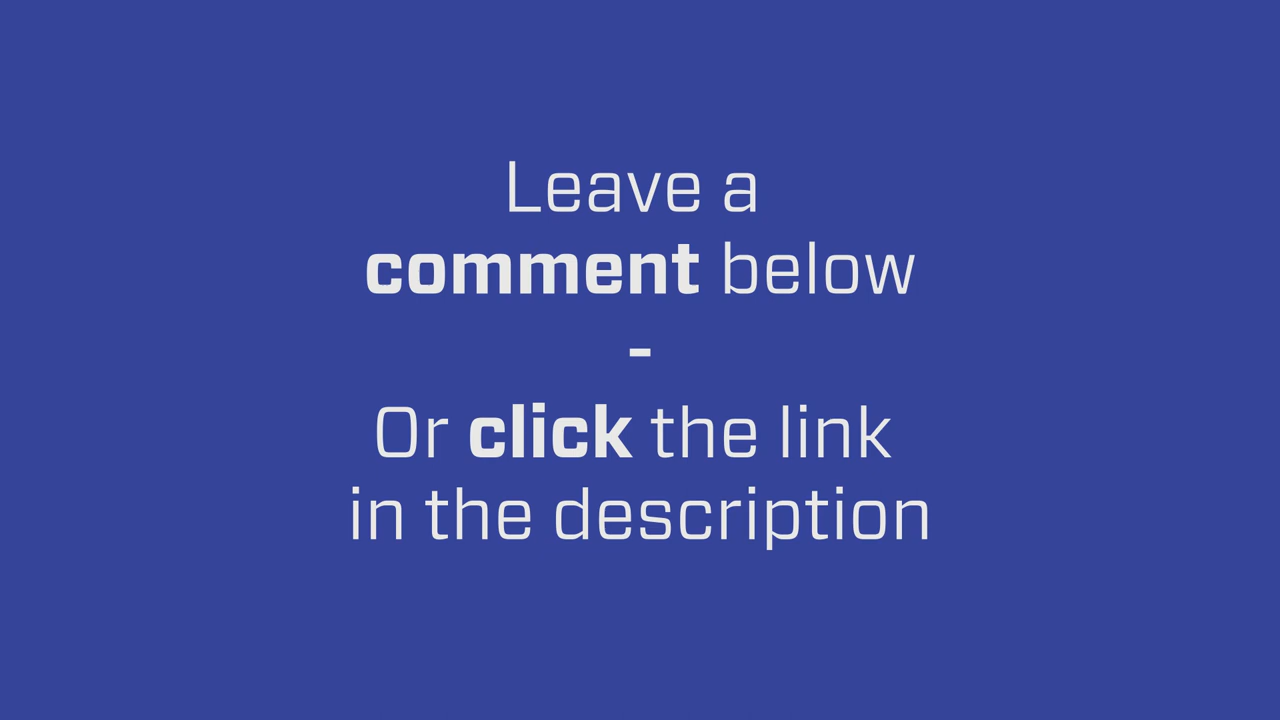 Leave a
comment below
-
Or click the link
in the description